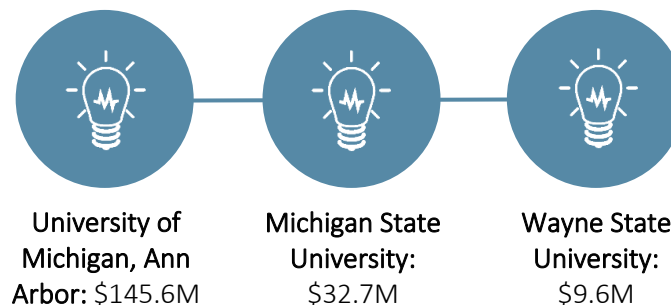 University of
Michigan, Ann
Arbor: $145.6M
Michigan State
University:
$32.7M
Wayne State
University:
$9.6M